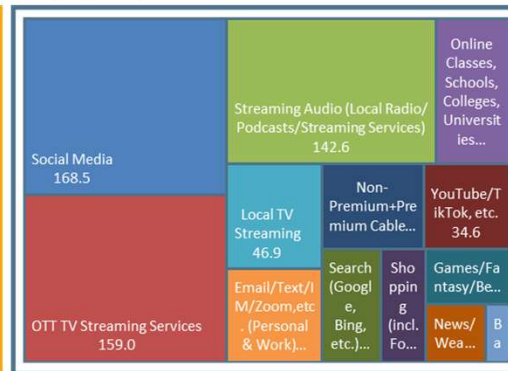 Social Media
168.5
OTT TV Streaming Services
159.0
Streaming Audio (Local Radio/
Podcasts/Streaming Services)
142.6
Online
Classes,
Schools,
Colleges,
Universit
ies...
Local TV
Streaming
46.9
Non-
Premium+Pre
mium Cable...
YouTube/T
ikTok, etc.
34.6
Email/Text/I
M/Zoom,etc
. (Personal
& Work)...
Search
(Googl
e,
Bing,
etc.)...
Sho
ppin
g
(incl.
Fo...
Games/Fa
ntasy/Be...
News/
Wea...
B
a